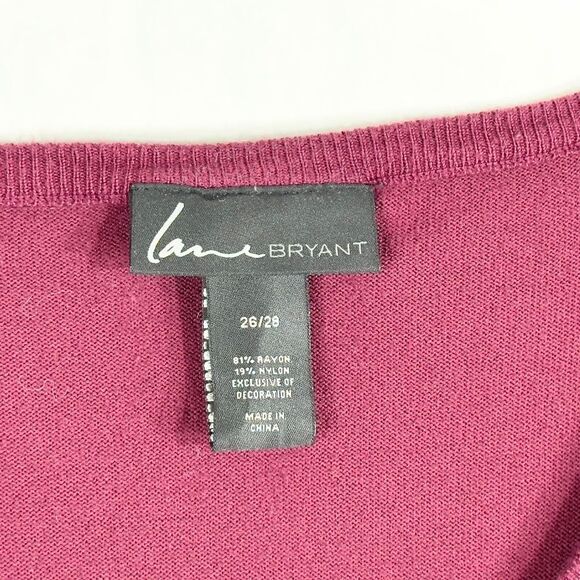 lane BRYANT
26/28
81% RAYON
19% NYLON
EXCLUSIVE OF
DECORATION
MADE IN
CHINA